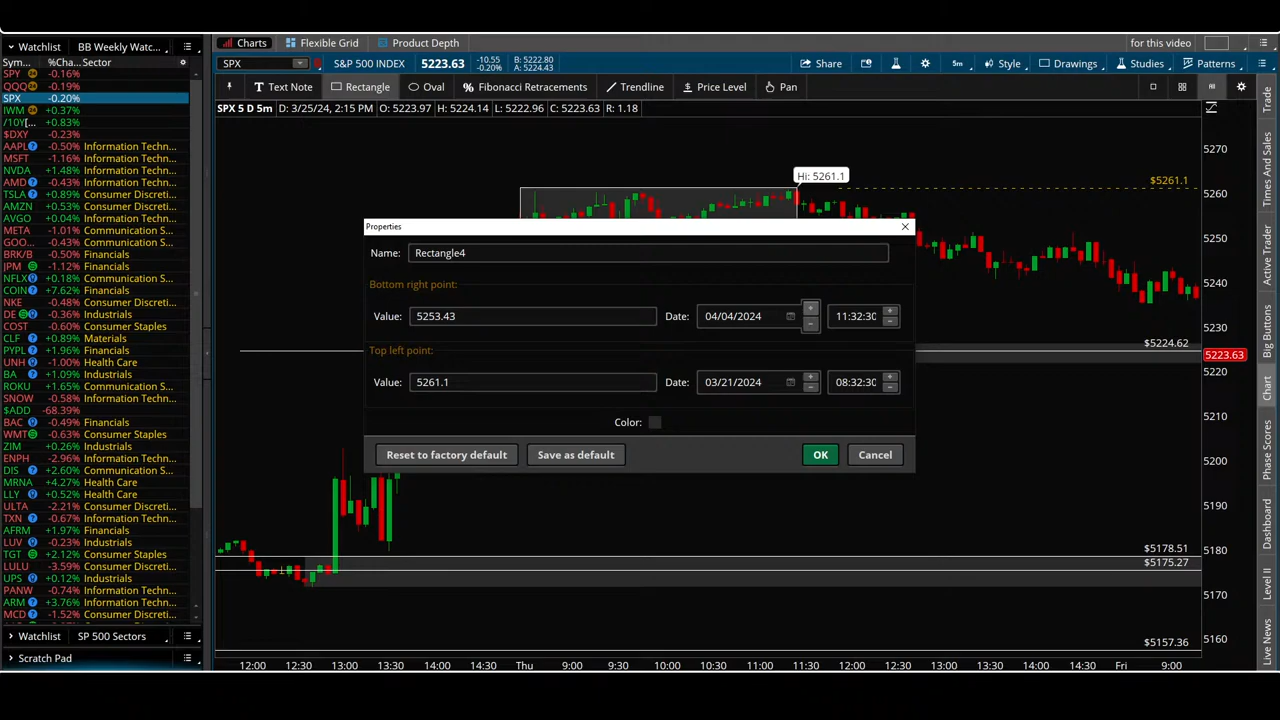 Watchlist BB Weekly Watc...
Sym... %Cha... Sector
SPY -0.16%
QQQ -0.19%
SPX -0.20%
IWM +0.37%
/10Y[... +0.83%
$DXY -0.23%
AAPL -0.50% Information Techn...
MSFT -1.16% Information Techn...
NVDA +1.48% Information Techn...
AMD -0.43% Information Techn...
TSLA +0.89% Consumer Discreti...
AMZN +0.53% Consumer Discreti...
AVGO +0.04% Information Techn...
META -1.01% Communication S...
GOO... -0.43% Communication S...
BRK/B -0.50% Financials
JPM -1.12% Financials
NFLX +0.18% Communication S...
COIN +7.62% Financials
NKE -0.48% Consumer Discreti...
DE -0.36% Industrials
COST -0.60% Consumer Staples
CLF +0.89% Materials
PYPL +1.96% Financials
UNH -1.00% Health Care
BA +1.09% Industrials
ROKU +1.65% Communication S...
SNOW -0.58% Information Techn...
$ADD -68.39%
BAC -0.49% Financials
WMT -0.63% Consumer Staples
ZIM +0.26% Industrials
ENPH -2.96% Information Techn...
DIS +2.60% Communication S...
MRNA +4.27% Health Care
LLY +0.52% Health Care
ULTA -2.21% Consumer Discreti...
TXN -0.67% Information Techn...
AFRM +1.97% Financials
LUV -0.23% Industrials
TGT +2.12% Consumer Staples
LULU -3.59% Consumer Discreti...
UPS +0.12% Industrials
PANW -0.74% Information Techn...
ARM +3.76% Information Techn...
MCD -1.52% Consumer Discreti...
Watchlist SP 500 Sectors
Scratch Pad
Charts Flexible Grid Product Depth for this video
SPX S&P 500 INDEX 5223.63 -10.55 -0.20% B: 5222.80 A: 5224.43 Share 5m Style Drawings Studies Patterns
Text Note Rectangle Oval Fibonacci Retracements Trendline Price Level Pan
SPX 5 D 5m D: 3/25/24, 2:15 PM O: 5223.97 H: 5224.14 L: 5222.96 C: 5223.63 R: 1.18
Hi: 5261.1
$5261.1
Properties
Name: Rectangle4
Bottom right point:
Value: 5253.43 Date: 04/04/2024 11:32:30
Top left point:
Value: 5261.1 Date: 03/21/2024 08:32:30
Color:
Reset to factory default Save as default OK Cancel
$5224.62
5223.63
$5178.51
$5175.27
$5157.36
5270
5260
5250
5240
5230
5220
5210
5200
5190
5180
5170
5160
12:00 12:30 13:00 13:30 14:00 14:30 Thu 9:00 9:30 10:00 10:30 11:00 11:30 12:00 12:30 13:00 13:30 14:00 14:30 Fri 9:00
Trade
Times And Sales
Active Trader
Big Buttons
Chart
Phase Scores
Dashboard
Level II
Live News